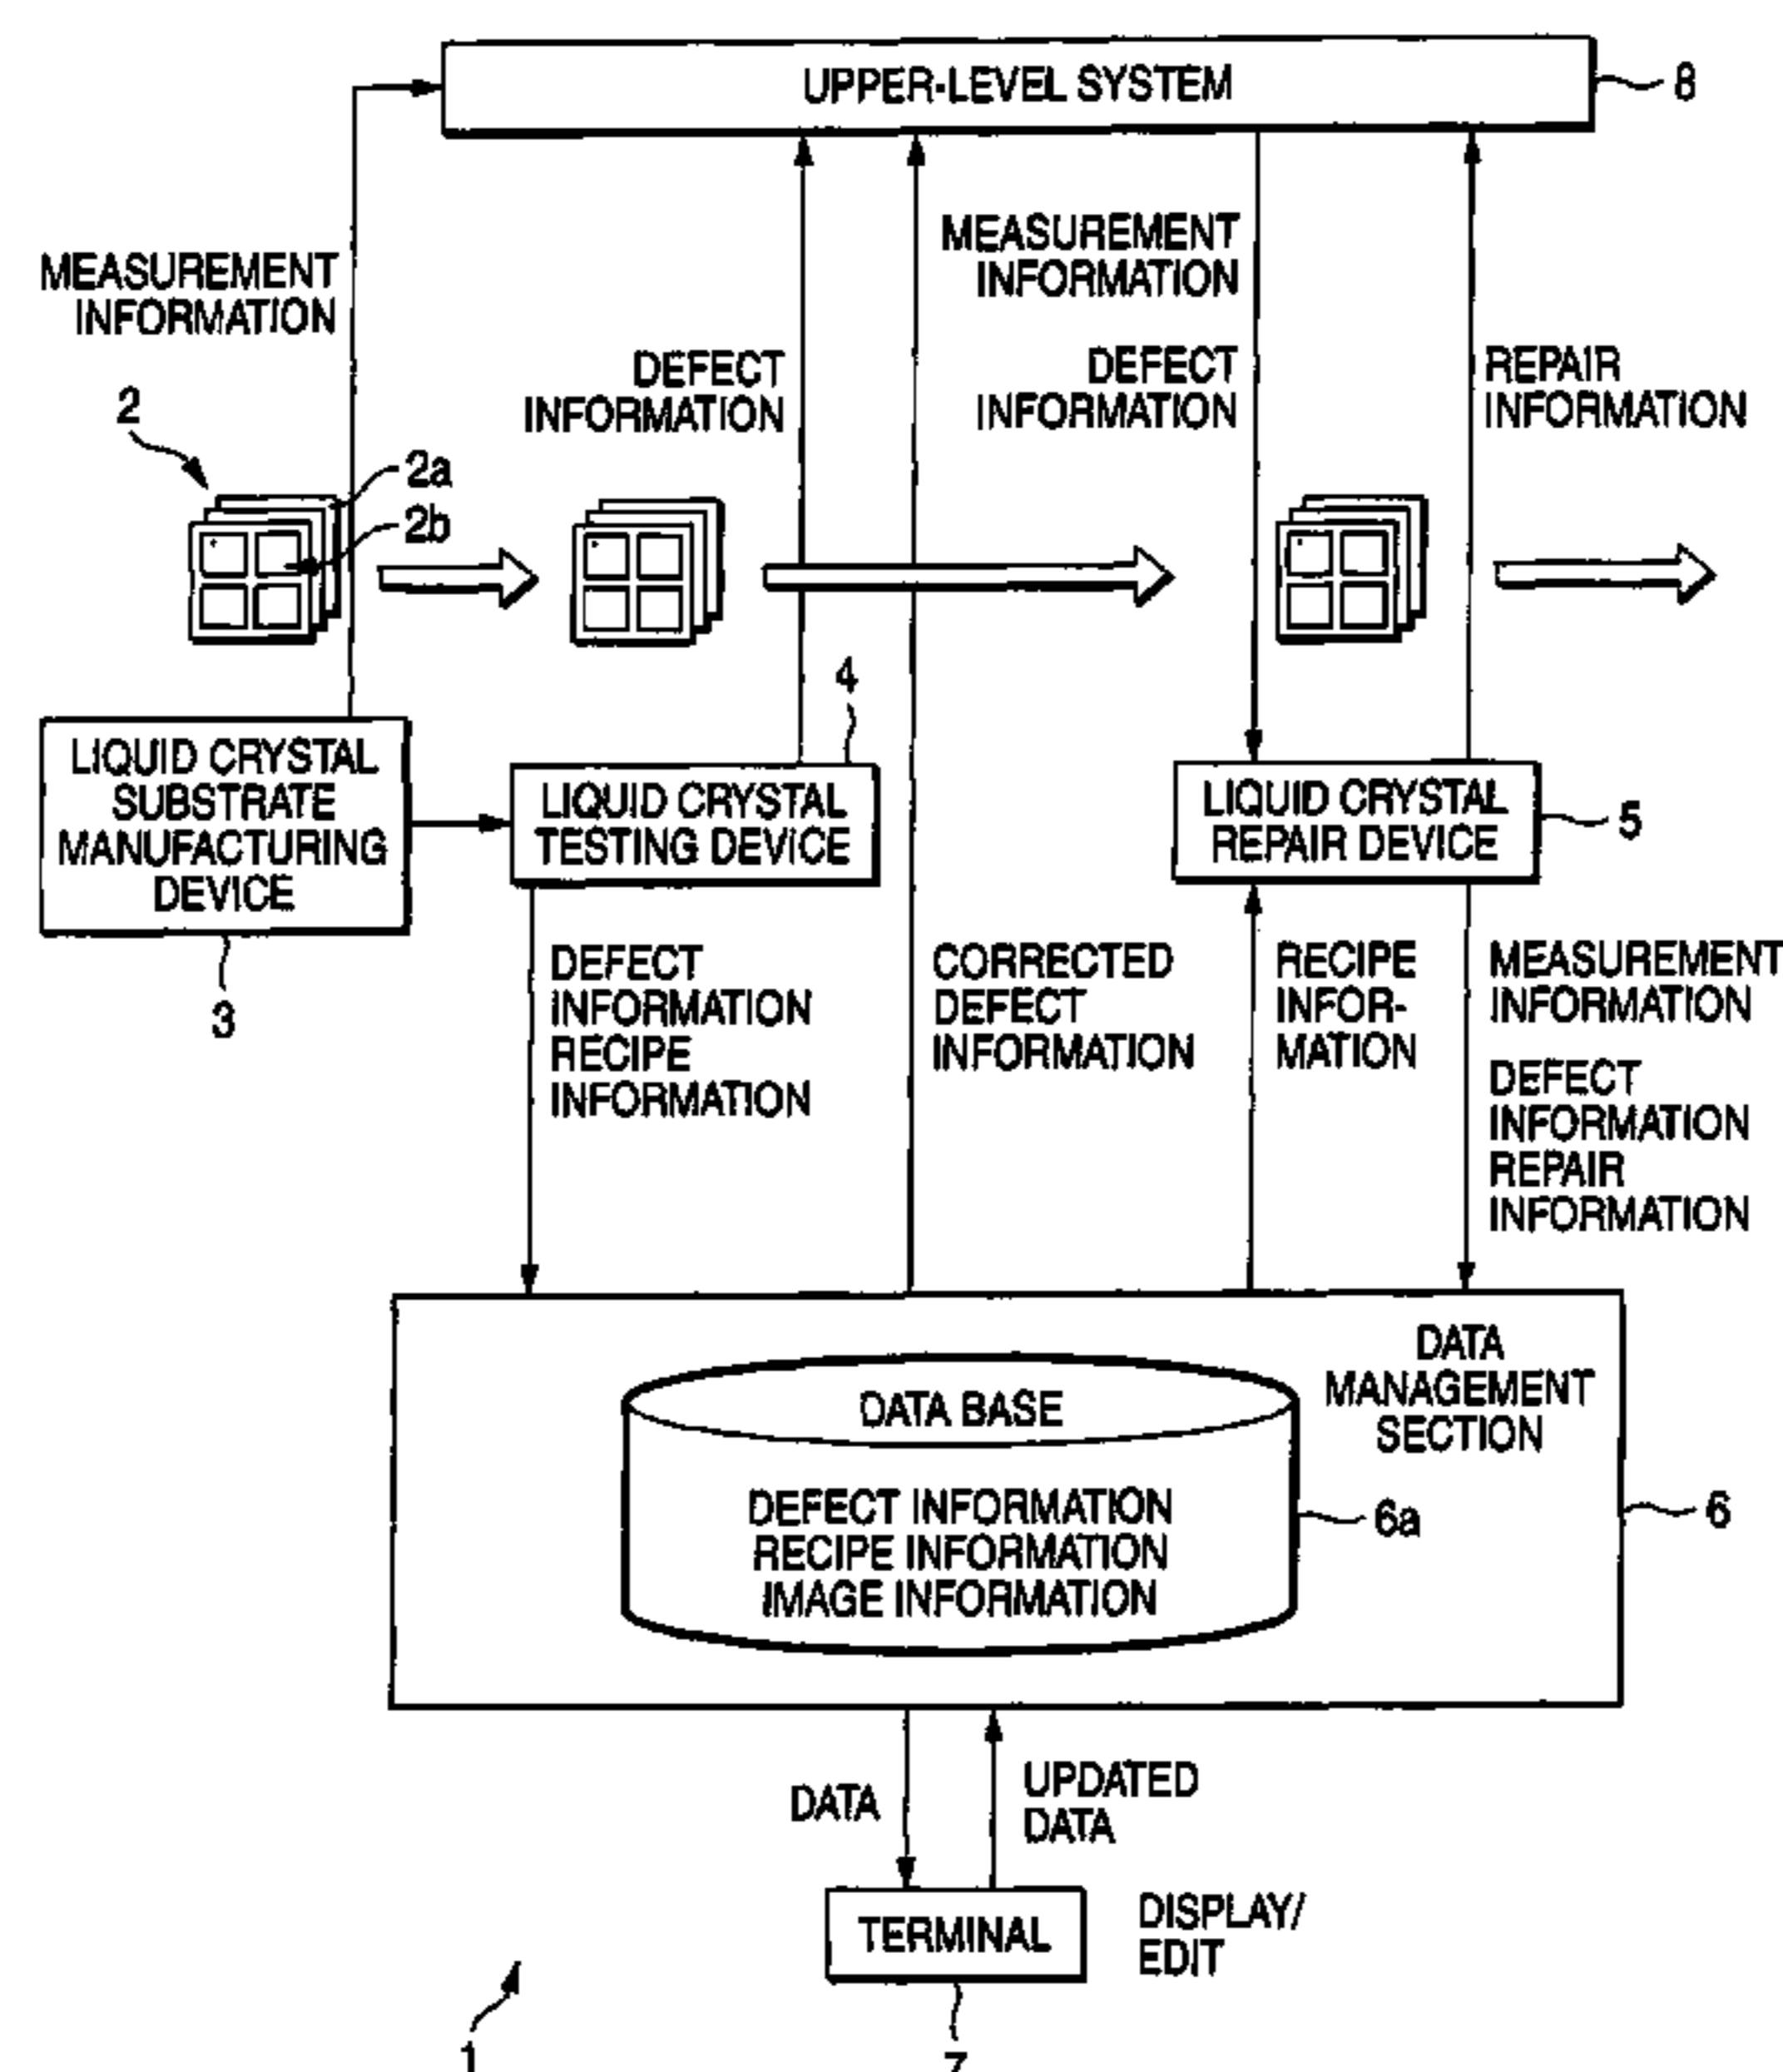 UPPER-LEVEL SYSTEM
8
MEASUREMENT
INFORMATION
DEFECT
INFORMATION
MEASUREMENT
INFORMATION
DEFECT
INFORMATION
REPAIR
INFORMATION
2
2a
2b
LIQUID CRYSTAL
SUBSTRATE
MANUFACTURING
DEVICE
3
4
LIQUID CRYSTAL
TESTING DEVICE
LIQUID CRYSTAL
REPAIR DEVICE
5
DEFECT
INFORMATION
RECIPE
INFORMATION
CORRECTED
DEFECT
INFORMATION
RECIPE
INFOR-
MATION
MEASUREMENT
INFORMATION
DEFECT
INFORMATION
REPAIR
INFORMATION
DATA
MANAGEMENT
SECTION
DATA BASE
DEFECT INFORMATION
RECIPE INFORMATION
IMAGE INFORMATION
6a
6
DATA
UPDATED
DATA
TERMINAL
DISPLAY/
EDIT
1
7